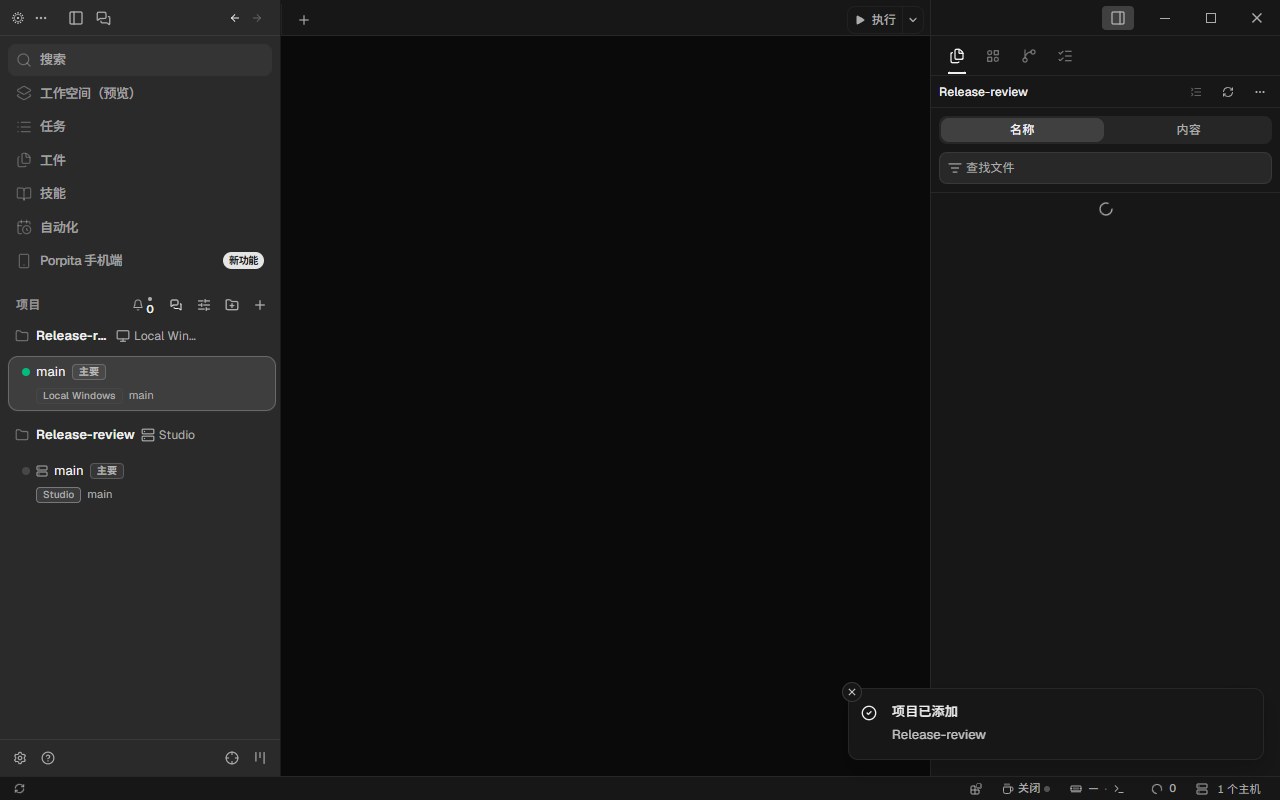 执行
搜索
工作空间（预览）
任务
工件
技能
自动化
Porpita 手机端
新功能
项目
0
Release-r...
Local Win...
main
主要
Local Windows
main
Release-review
Studio
main
主要
Studio
main
Release-review
名称
内容
查找文件
项目已添加
Release-review
关闭
0
1 个主机